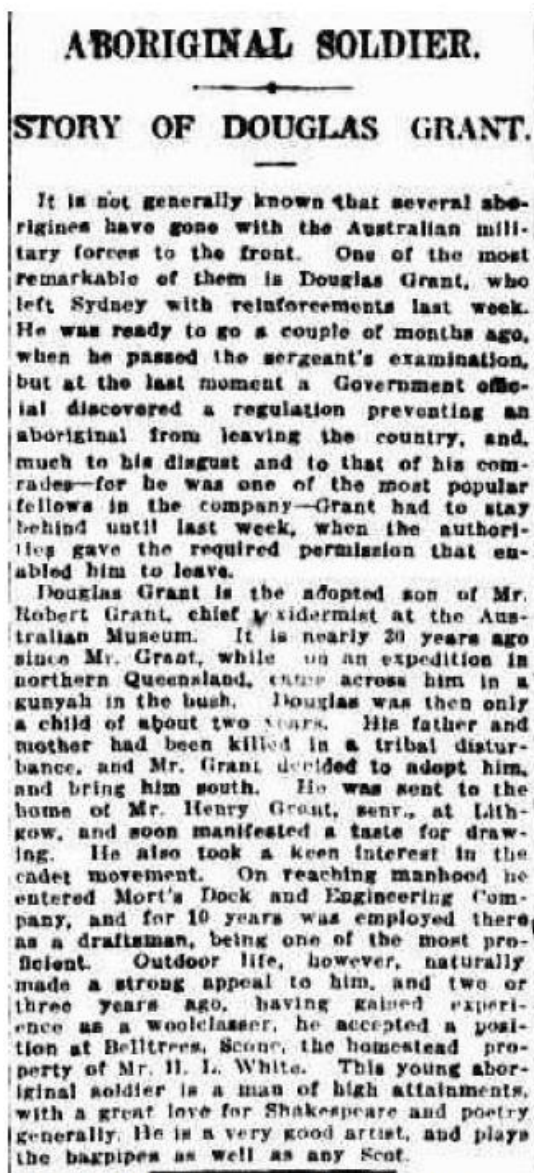 ABORIGINAL SOLDIER.
STORY OF DOUGLAS GRANT.
It is not generally known that several abo-
rigines have gone with the Australian mili-
tary forces to the front. One of the most
remarkable of them is Douglas Grant, who
left Sydney with reinforcements last week.
He was ready to go a couple of months ago,
when he passed the sergeant's examination,
but at the last moment a Government offic-
ial discovered a regulation preventing an
aboriginal from leaving the country, and,
much to his disgust and to that of his com-
rades—for he was one of the most popular
fellows in the company—Grant had to stay
behind until last week, when the authori-
ties gave the required permission that en-
abled him to leave.
Douglas Grant is the adopted son of Mr.
Robert Grant, chief taxidermist at the Aus-
tralian Museum. It is nearly 30 years ago
since Mr. Grant, while on an expedition in
northern Queensland, came across him in a
gunyah in the bush. Douglas was then only
a child of about two years. His father and
mother had been killed in a tribal distur-
bance, and Mr. Grant decided to adopt him,
and bring him south. He was sent to the
home of Mr. Henry Grant, senr., at Lith-
gow, and soon manifested a taste for draw-
ing. He also took a keen interest in the
cadet movement. On reaching manhood he
entered Mort's Dock and Engineering Com-
pany, and for 10 years was employed there
as a draftsman, being one of the most pro-
ficient. Outdoor life, however, naturally
made a strong appeal to him, and two or
three years ago, having gained experi-
ence as a woolclasser, he accepted a posi-
tion at Belltrees, Scone, the homestead pro-
perty of Mr. H. L. White. This young abor-
iginal soldier is a man of high attainments,
with a great love for Shakespeare and poetry
generally. He is a very good artist, and plays
the bagpipes as well as any Scot.